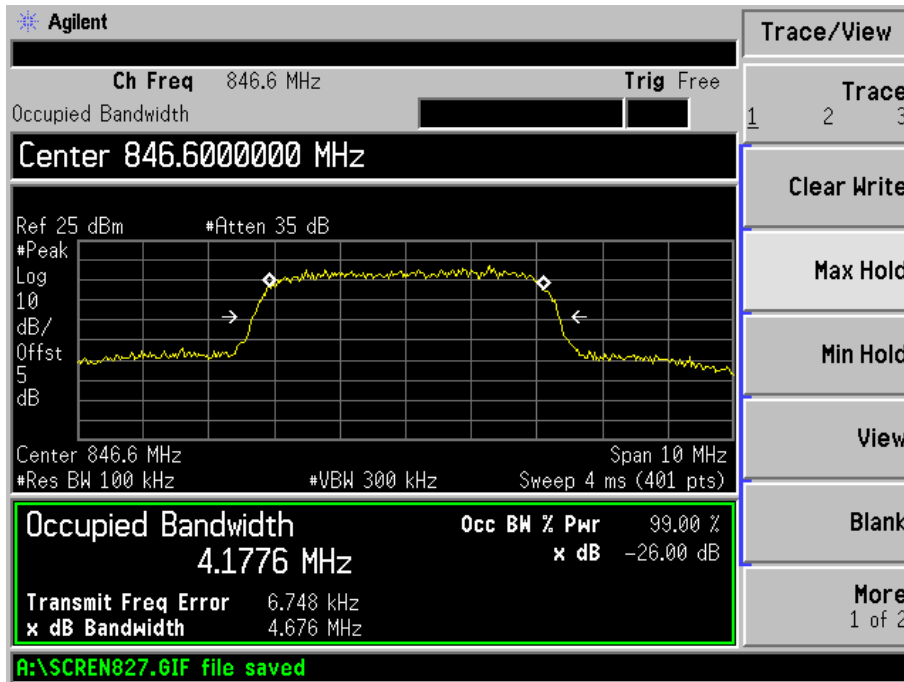 Agilent
Trace/View
Ch Freq 846.6 MHz Trig Free
Occupied Bandwidth
Center 846.6000000 MHz
Ref 25 dBm #Atten 35 dB
#Peak
Log
10
dB/
Offst
5
dB
Center 846.6 MHz Span 10 MHz
#Res BW 100 kHz #VBW 300 kHz Sweep 4 ms (401 pts)
Occupied Bandwidth Occ BW % Pwr 99.00 %
4.1776 MHz x dB -26.00 dB
Transmit Freq Error 6.748 kHz
x dB Bandwidth 4.676 MHz
A:\SCREN827.GIF file saved
Trace
1 2 3
Clear Write
Max Hold
Min Hold
View
Blank
More
1 of 2